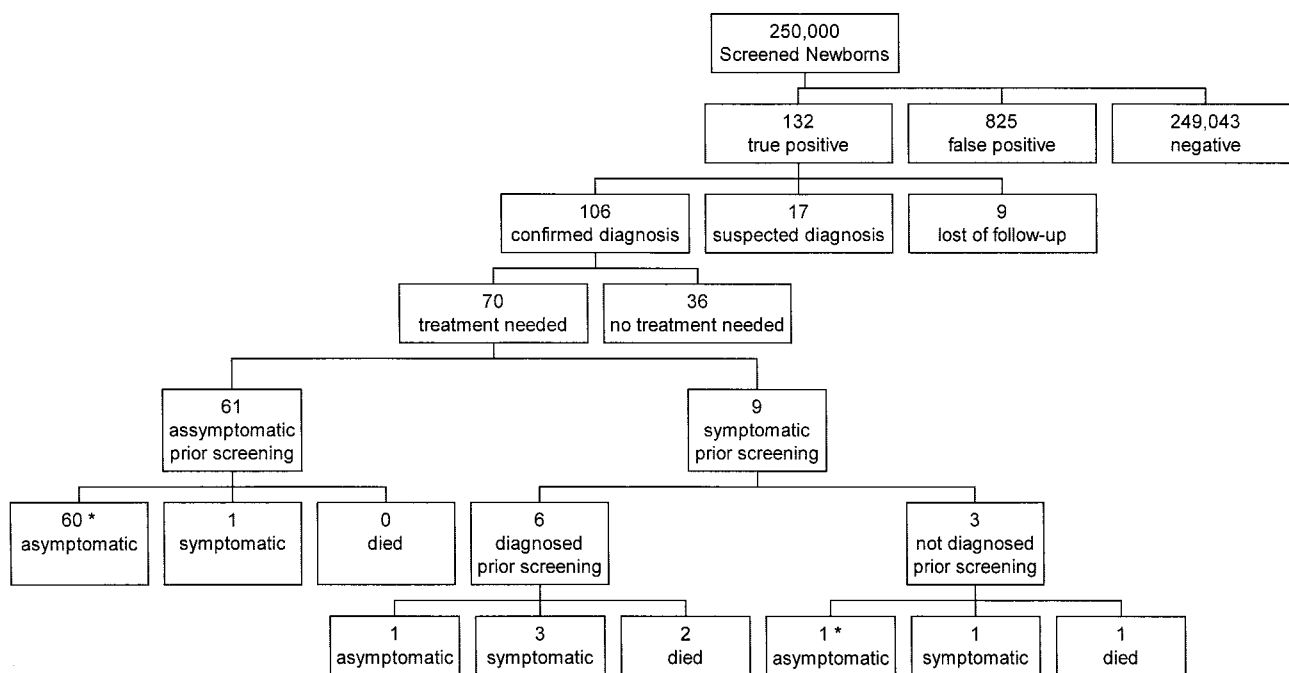 250,000
Screened Newborns
132
true positive
825
false positive
249,043
negative
106
confirmed diagnosis
17
suspected diagnosis
9
lost of follow-up
70
treatment needed
36
no treatment needed
61
assymptomatic
prior screening
9
symptomatic
prior screening
60 *
asymptomatic
1
symptomatic
0
died
6
diagnosed
prior screening
3
not diagnosed
prior screening
1
asymptomatic
3
symptomatic
2
died
1 *
asymptomatic
1
symptomatic
1
died